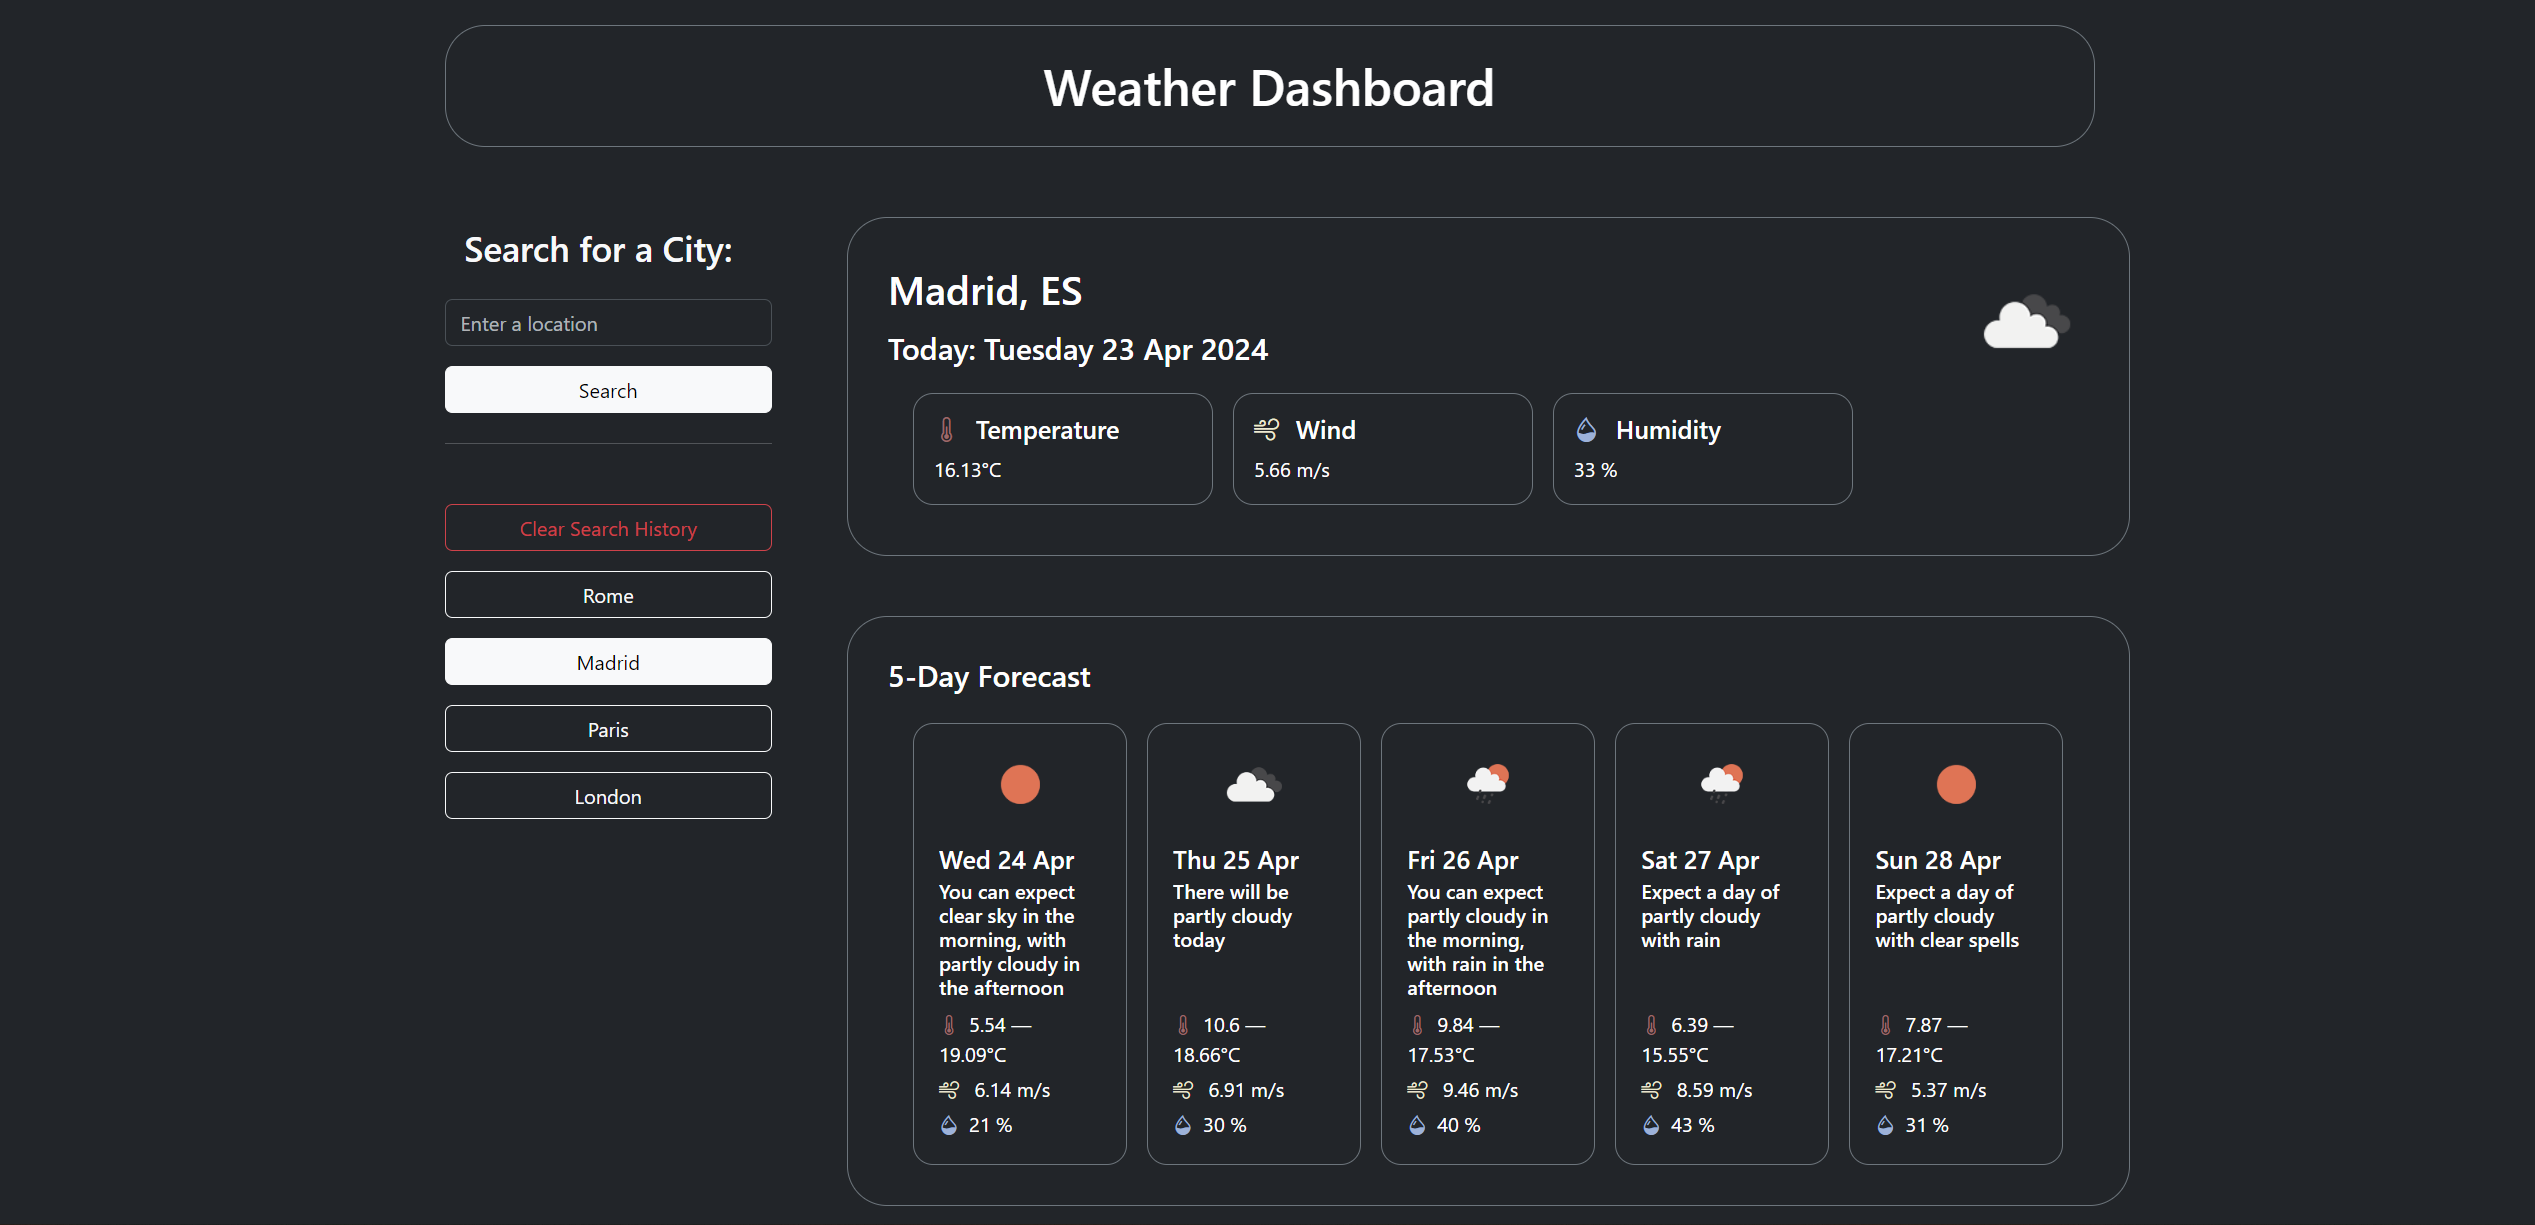 Weather Dashboard
Search for a City:
Enter a location
Search
Clear Search History
Rome
Madrid
Paris
London
Madrid, ES
Today: Tuesday 23 Apr 2024
Temperature
16.13°C
Wind
5.66 m/s
Humidity
33 %
5-Day Forecast
Wed 24 Apr
You can expect
clear sky in the
morning, with
partly cloudy in
the afternoon
5.54 —
19.09°C
6.14 m/s
21 %
Thu 25 Apr
There will be
partly cloudy
today
10.6 —
18.66°C
6.91 m/s
30 %
Fri 26 Apr
You can expect
partly cloudy in
the morning,
with rain in the
afternoon
9.84 —
17.53°C
9.46 m/s
40 %
Sat 27 Apr
Expect a day of
partly cloudy
with rain
6.39 —
15.55°C
8.59 m/s
43 %
Sun 28 Apr
Expect a day of
partly cloudy
with clear spells
7.87 —
17.21°C
5.37 m/s
31 %